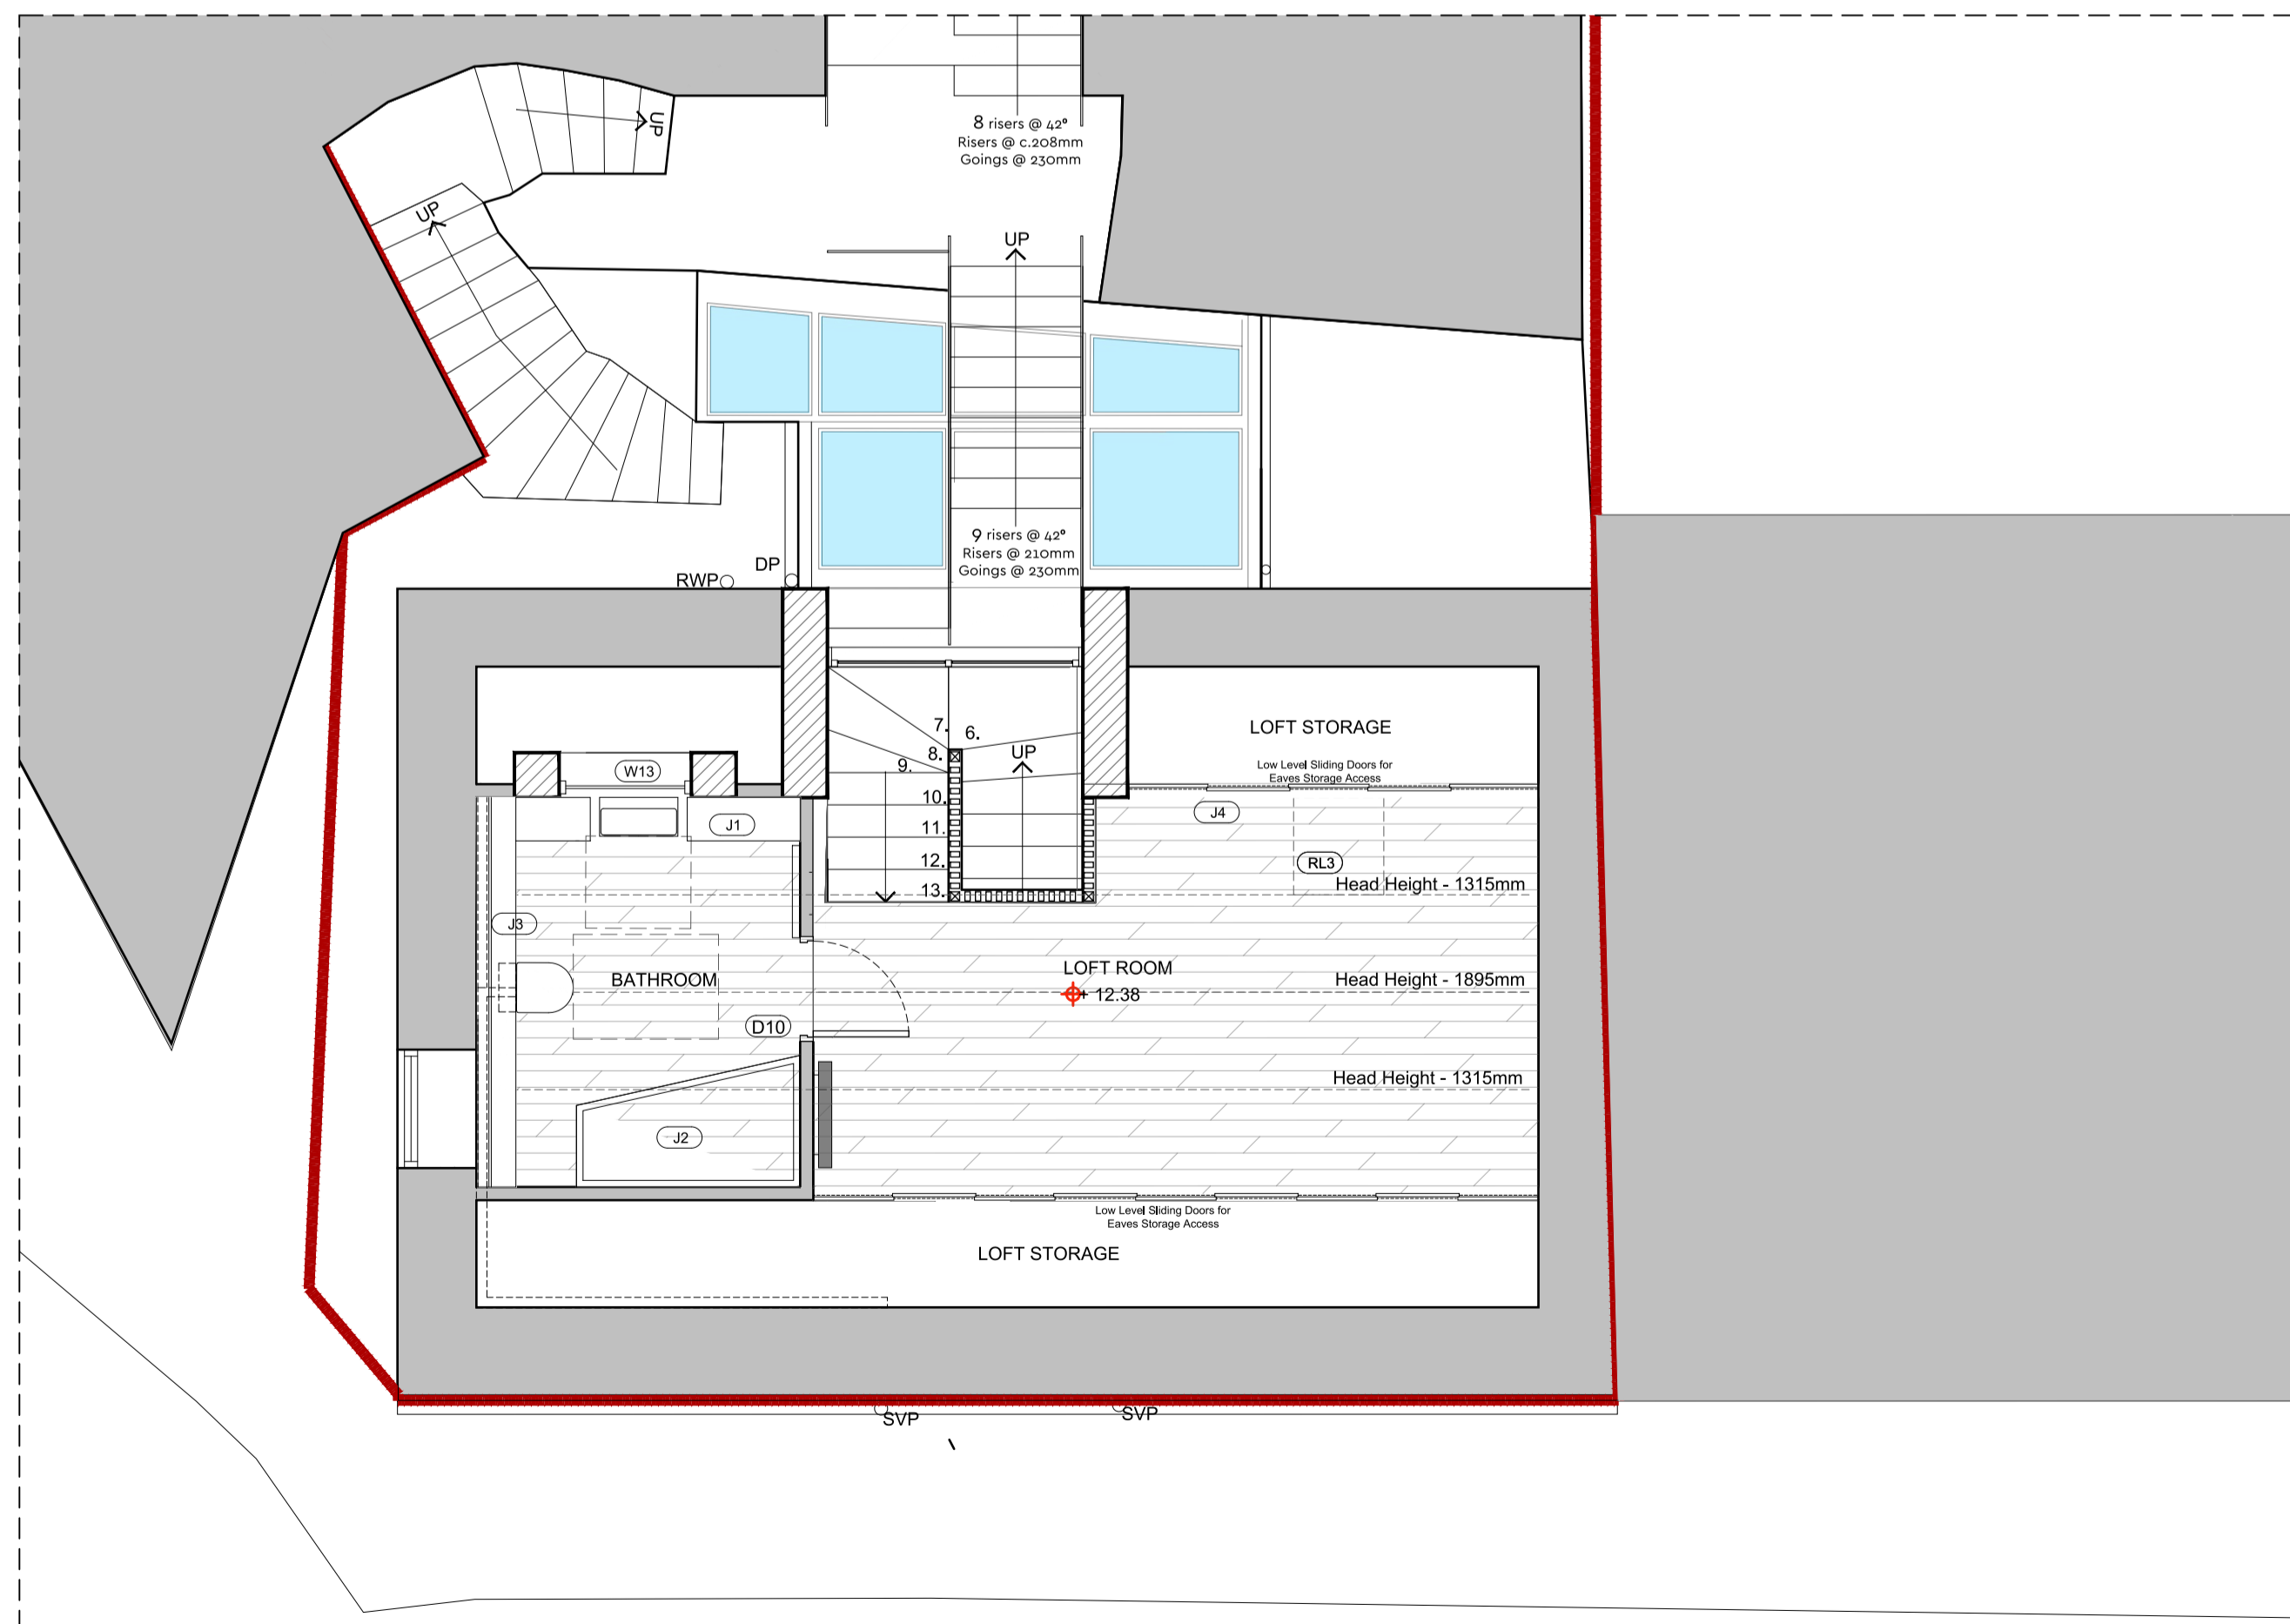 UP
8 risers @ 42°
Risers @ c.208mm
Goings @ 230mm
UP
UP
9 risers @ 42°
Risers @ 210mm
Goings @ 230mm
DP
RWP
7.
6.
8.
UP
9.
10.
11.
12.
13.
LOFT STORAGE
Low Level Sliding Doors for
Eaves Storage Access
W13
J1
J4
RL3
Head Height - 1315mm
J3
BATHROOM
LOFT ROOM
+ 12.38
Head Height - 1895mm
D10
Head Height - 1315mm
J2
Low Level Sliding Doors for
Eaves Storage Access
LOFT STORAGE
SVP
SVP